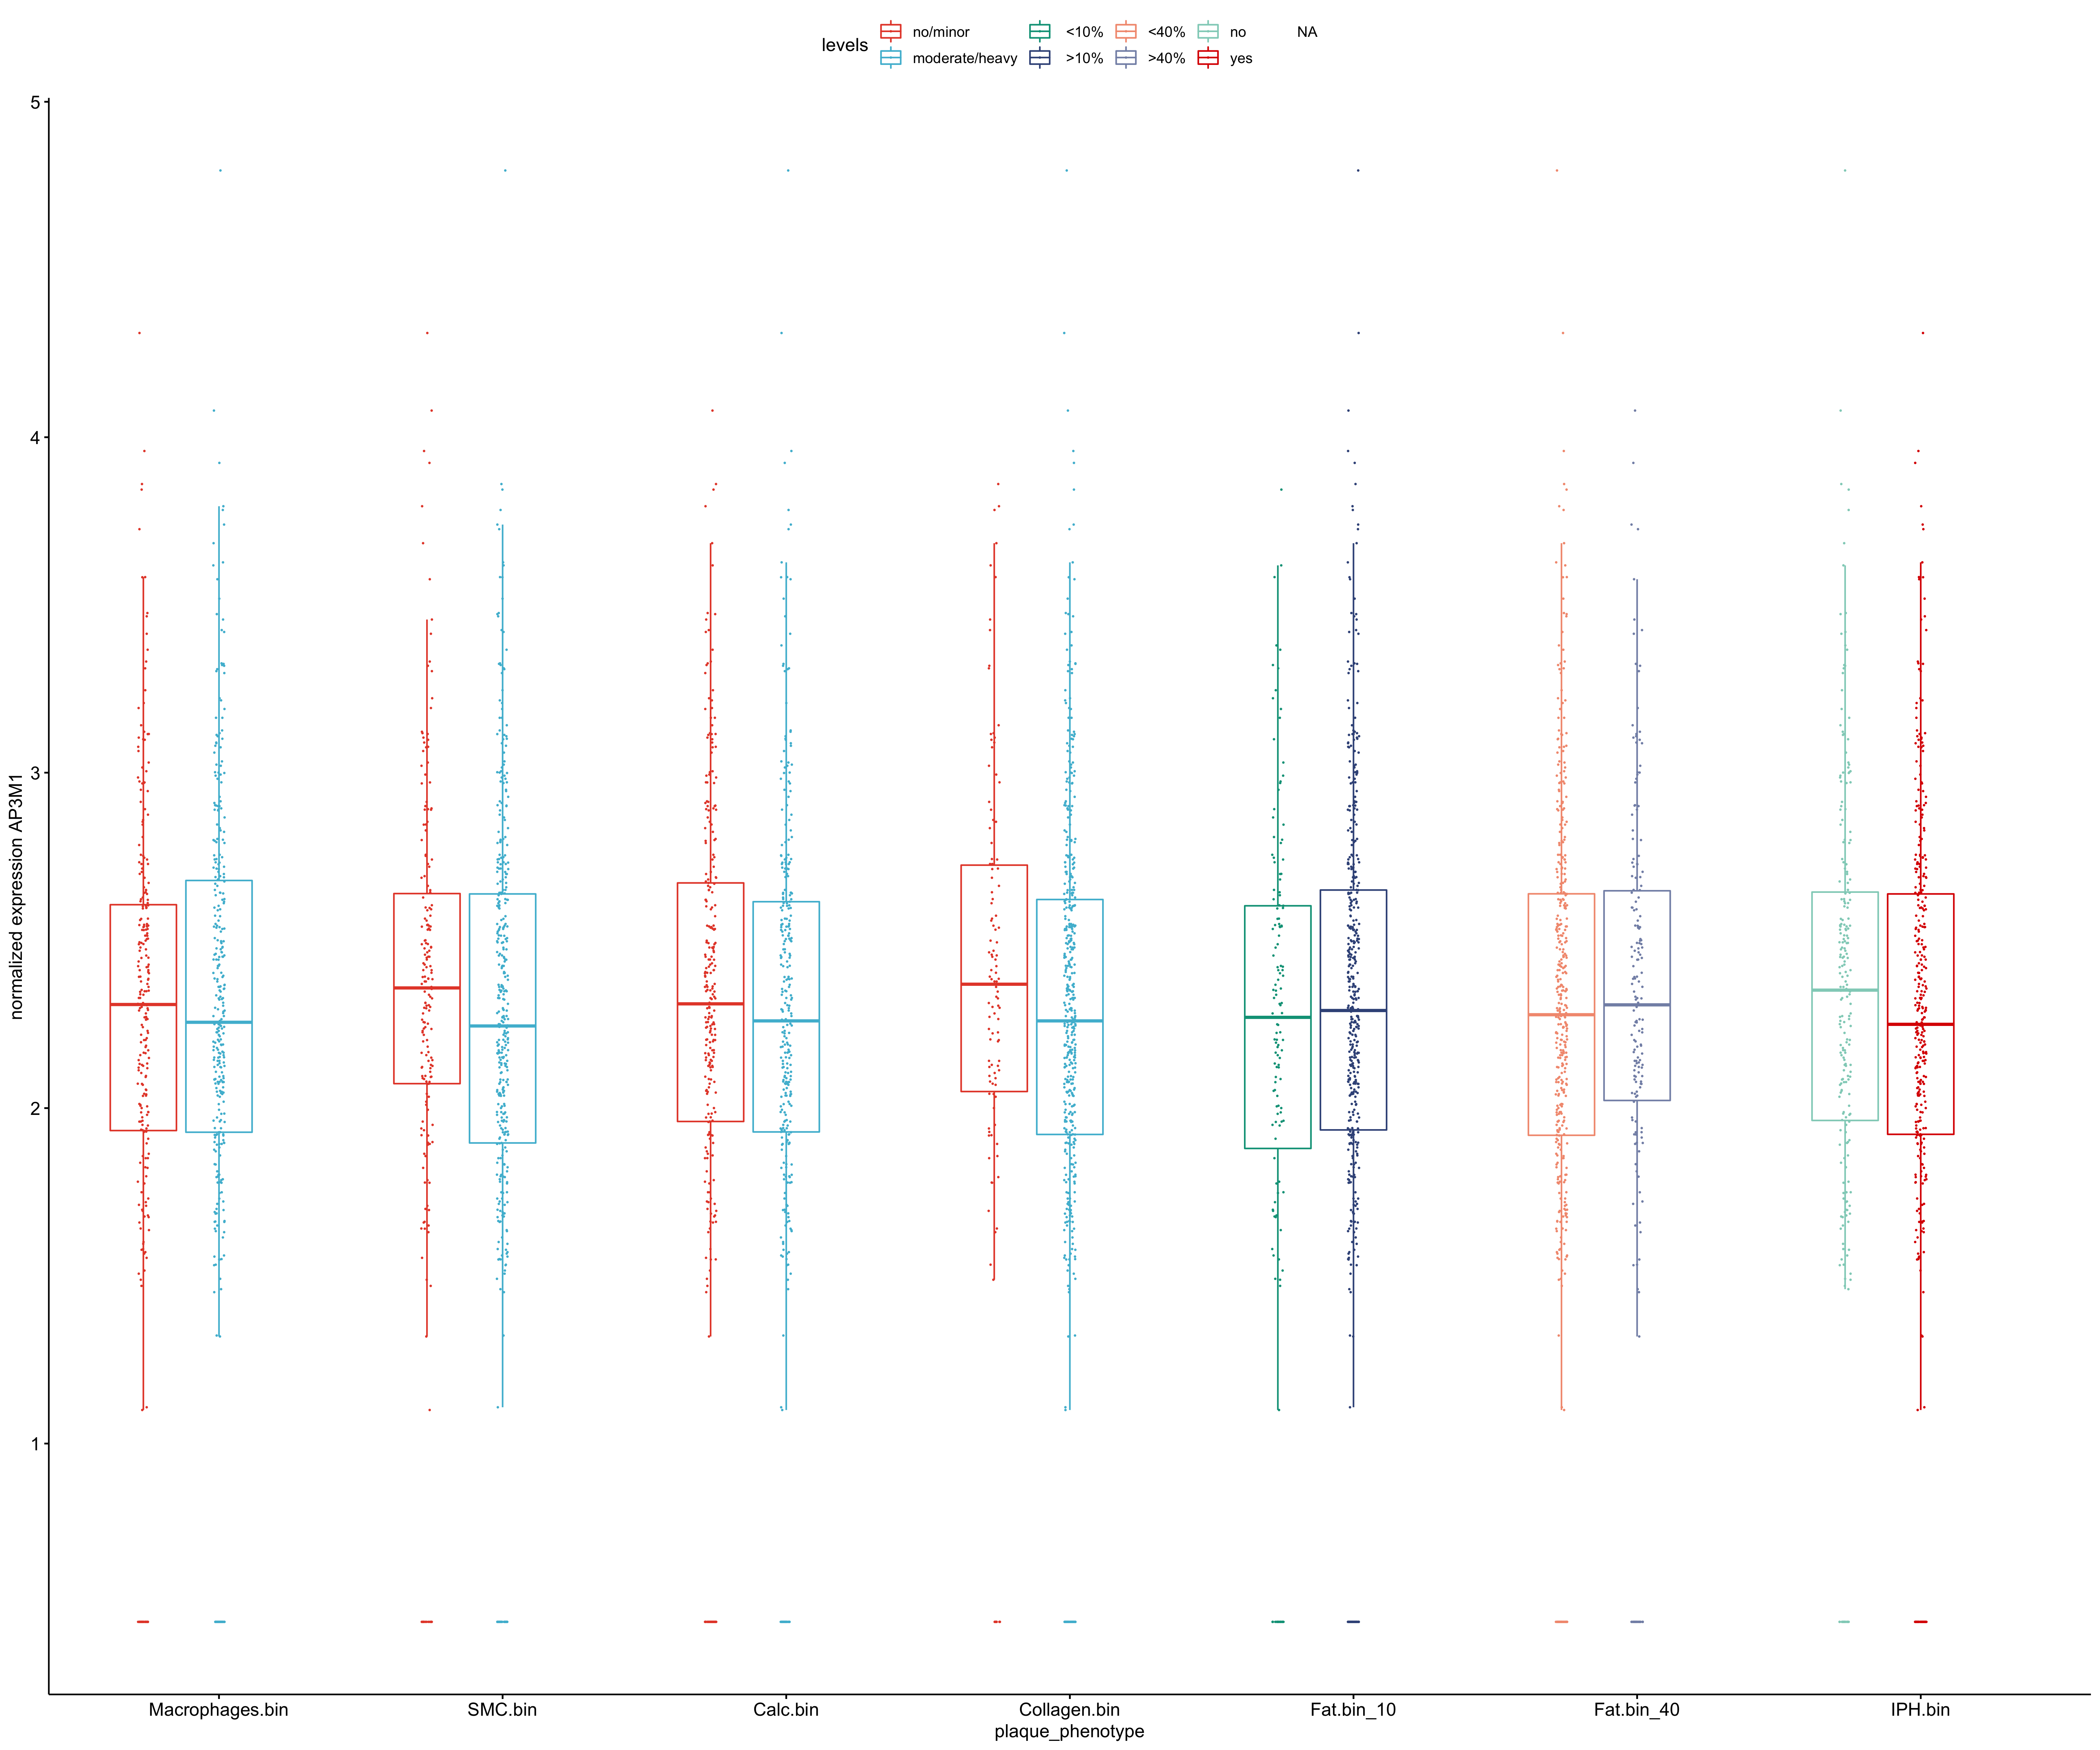 levels
no/minor <10% <40% no NA
moderate/heavy >10% >40% yes
5
4
3
2
1
normalized expression AP3M1
Macrophages.bin SMC.bin Calc.bin Collagen.bin Fat.bin_10 Fat.bin_40 IPH.bin
plaque_phenotype